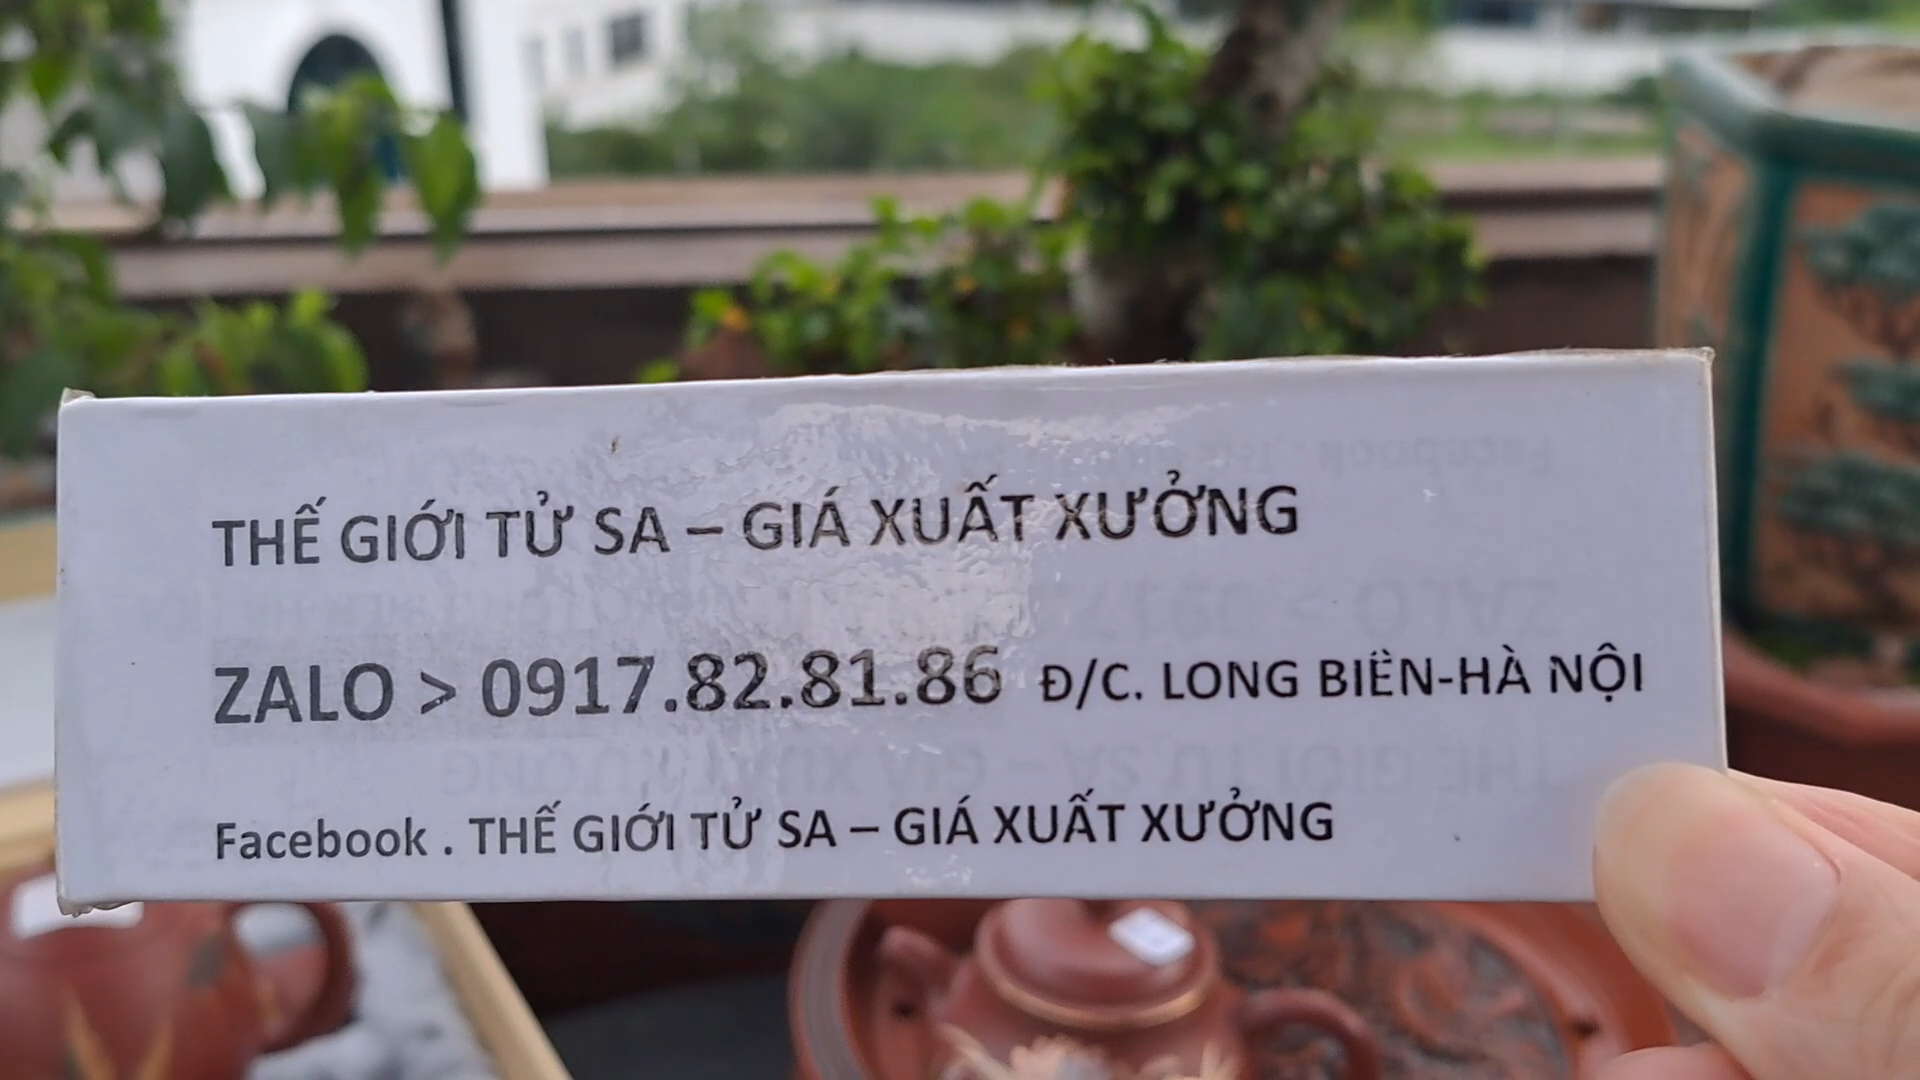 THẾ GIỚI TỬ SA – GIÁ XUẤT XƯỞNG
ZALO > 0917.82.81.86 Đ/C. LONG BIÊN-HÀ NỘI
Facebook . THẾ GIỚI TỬ SA – GIÁ XUẤT XƯỞNG